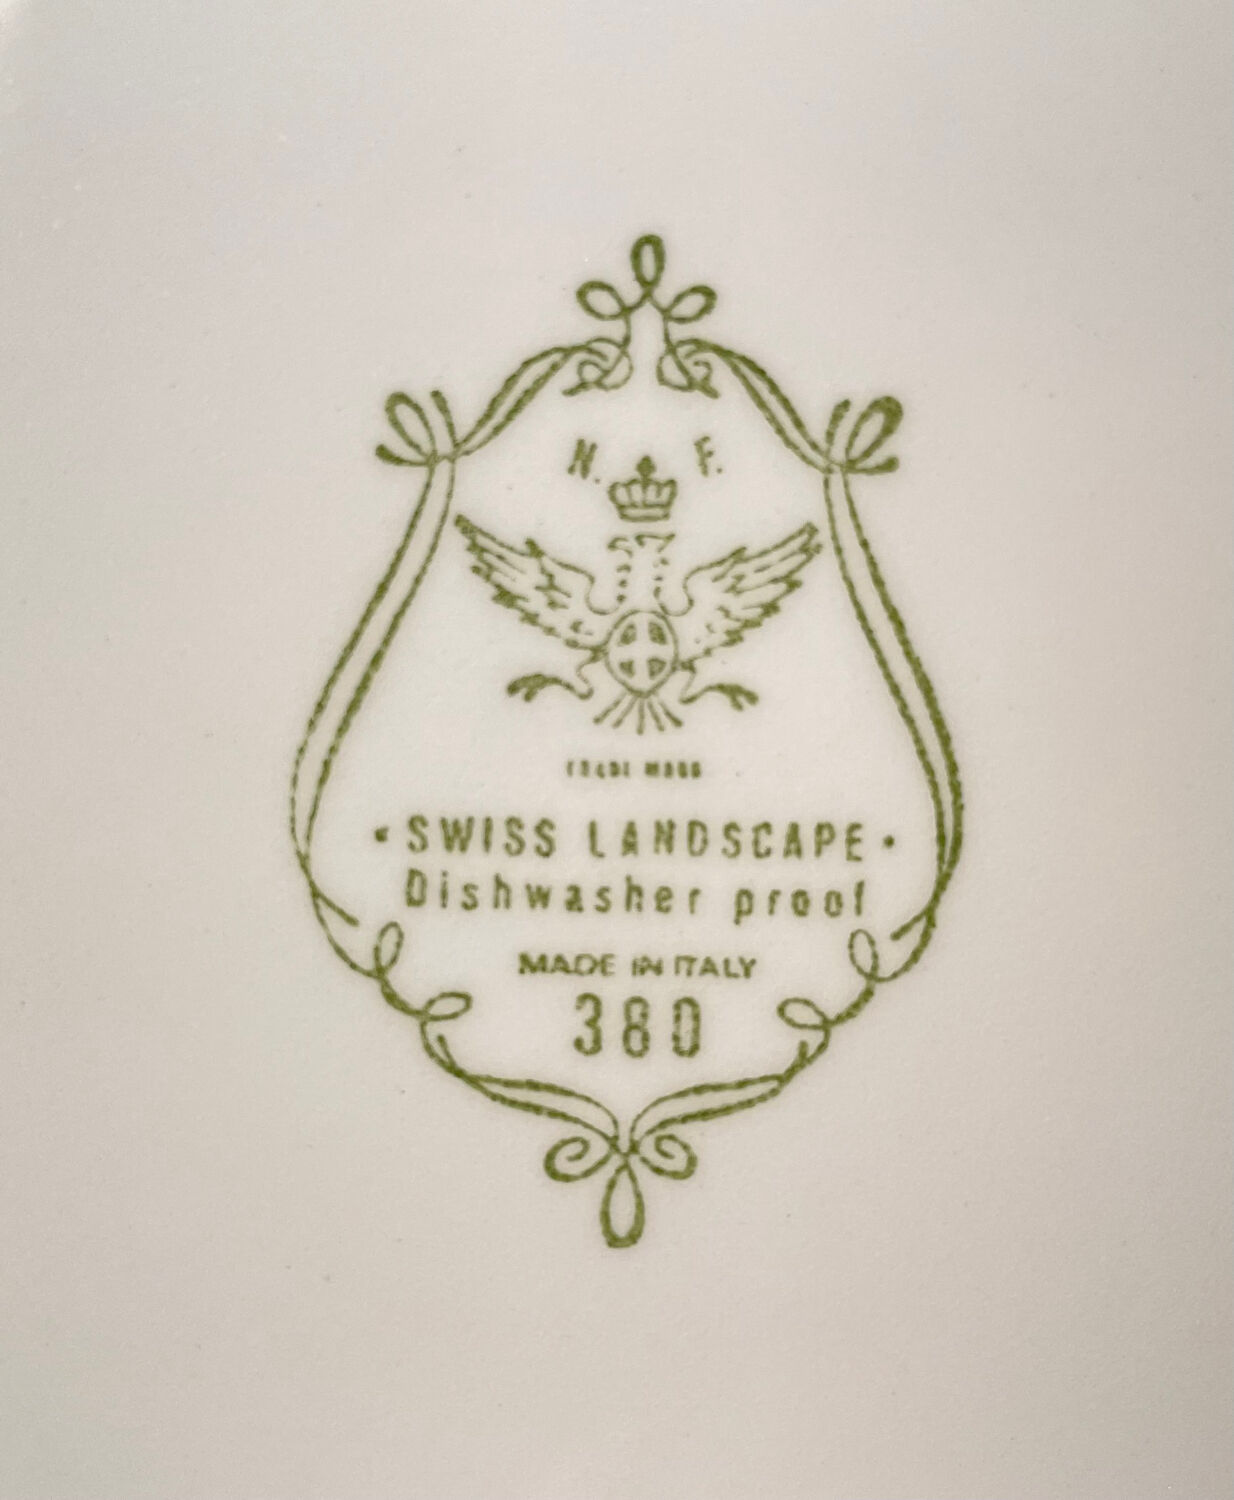 N. F.
TRADE MARK
• SWISS LANDSCAPE •
Dishwasher proof
MADE IN ITALY
380